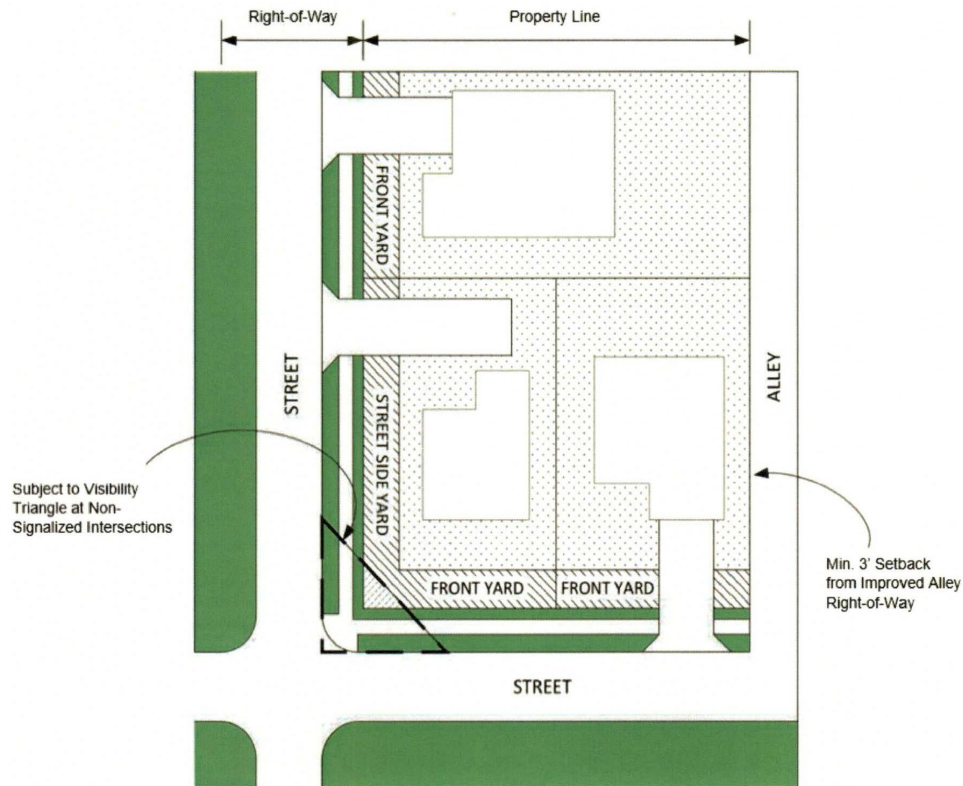 Right-of-Way
Property Line
FRONT YARD
STREET
ALLEY
STREET SIDE YARD
Subject to Visibility
Triangle at Non-
Signalized Intersections
Min. 3' Setback
from Improved Alley
Right-of-Way
FRONT YARD
FRONT YARD
STREET